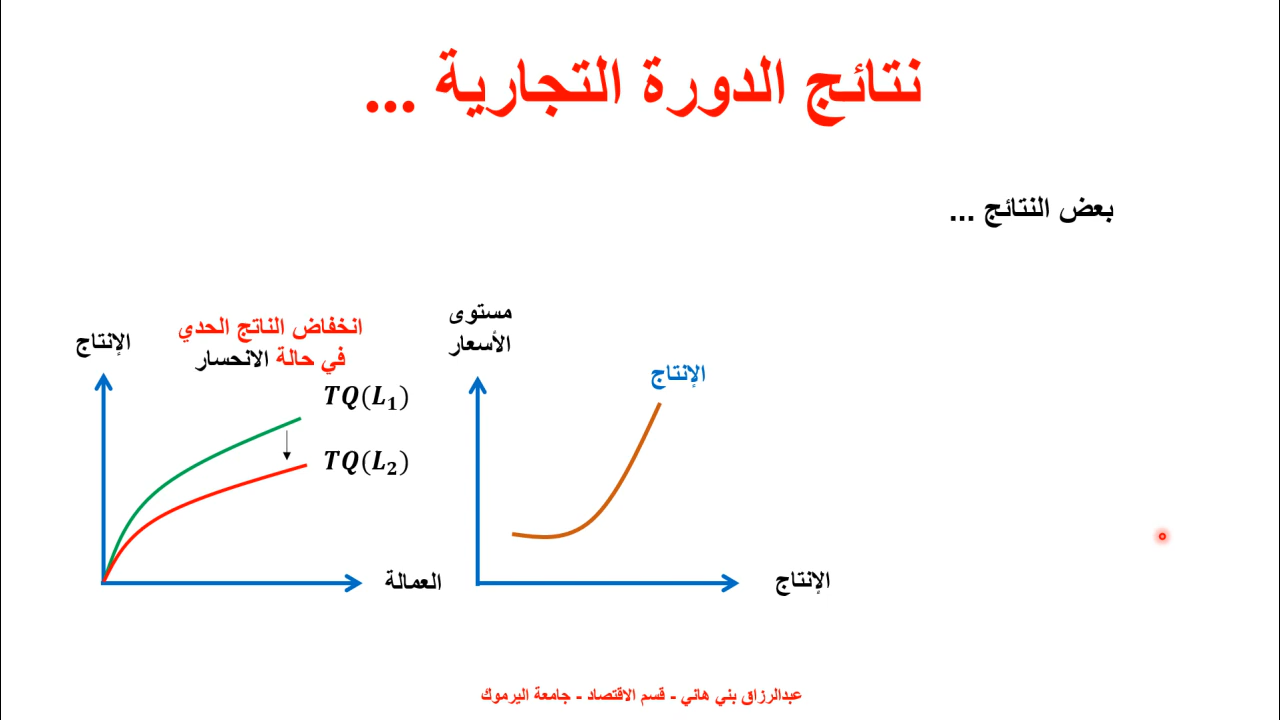 نتائج الدورة التجارية ...
بعض النتائج ...
مستوى
الأسعار
الإنتاج
الإنتاج
انخفاض الناتج الحدي
في حالة الانحسار
الإنتاج
TQ(L₁)
TQ(L₂)
العمالة
عبدالرزاق بني هاني - قسم الاقتصاد - جامعة اليرموك